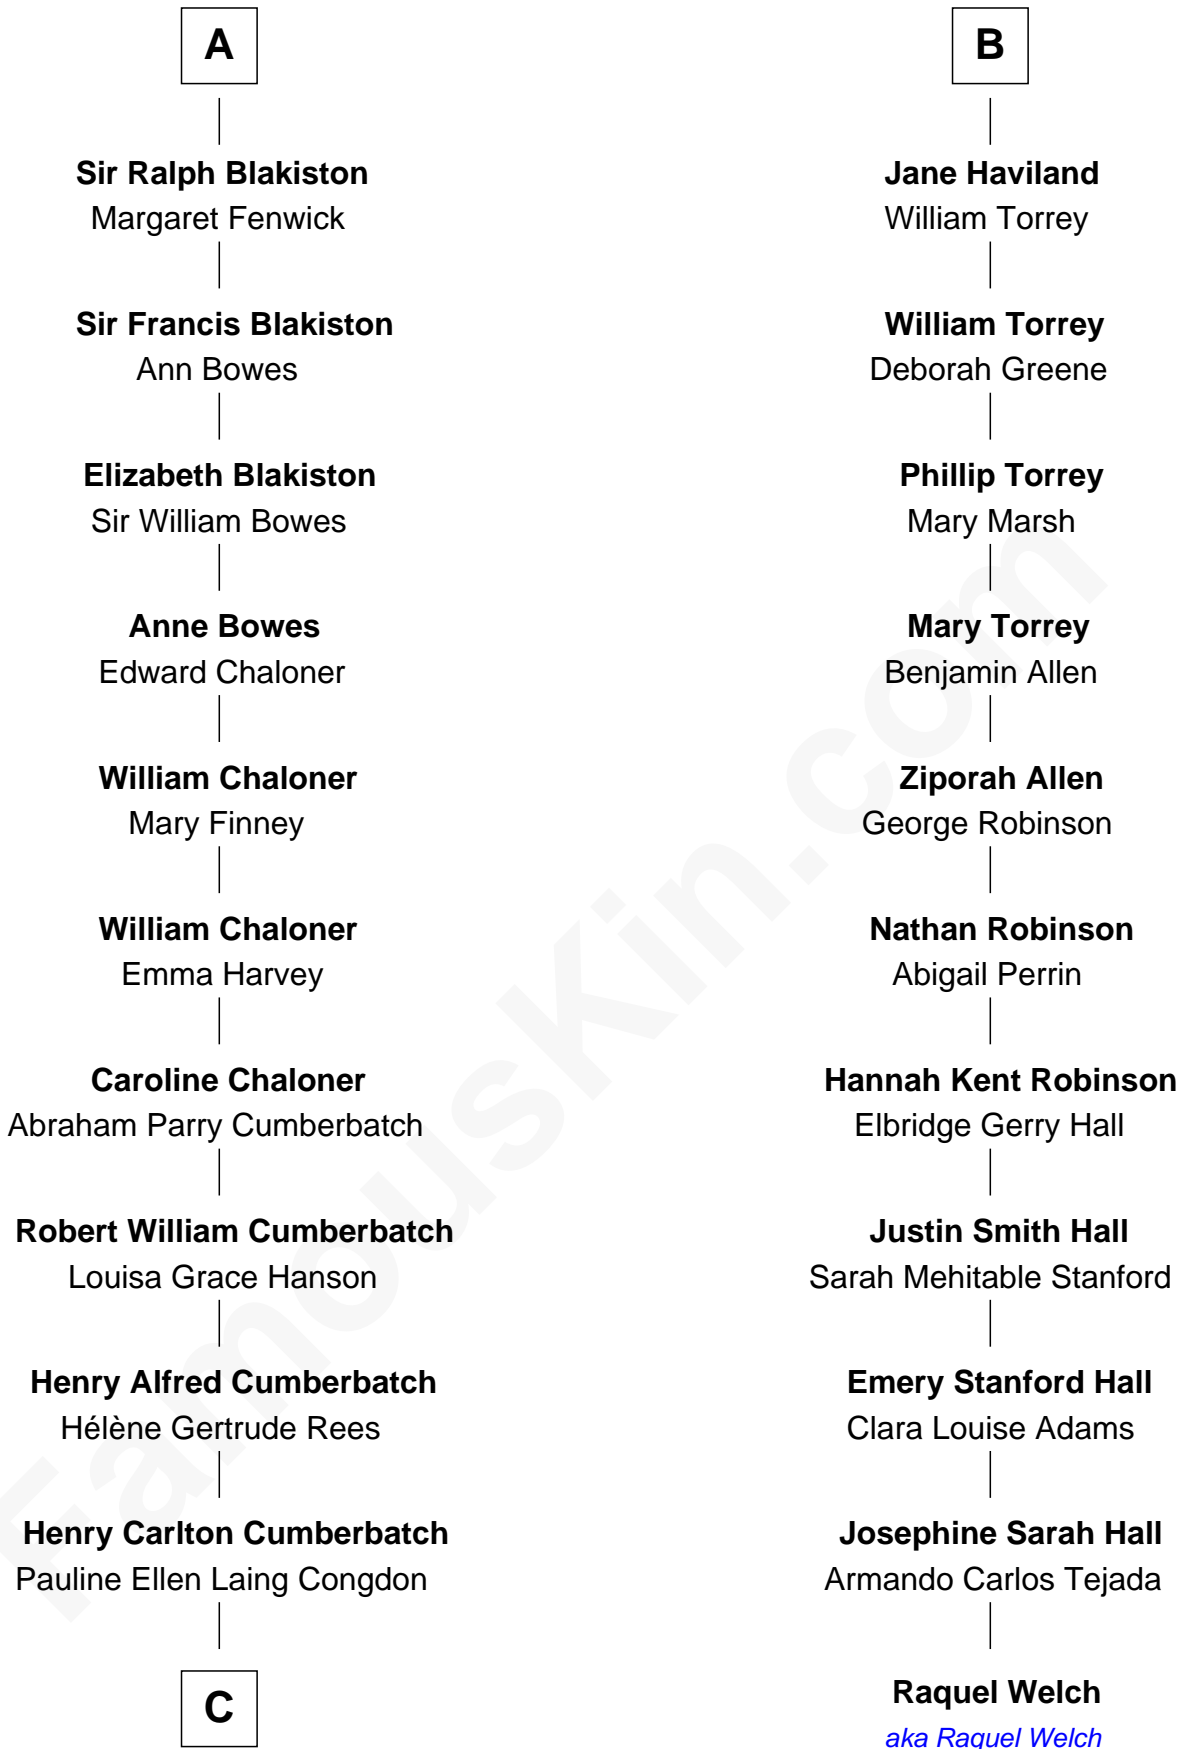 A
Sir Ralph Blakiston
Margaret Fenwick
Sir Francis Blakiston
Ann Bowes
Elizabeth Blakiston
Sir William Bowes
Anne Bowes
Edward Chaloner
William Chaloner
Mary Finney
William Chaloner
Emma Harvey
Caroline Chaloner
Abraham Parry Cumberbatch
Robert William Cumberbatch
Louisa Grace Hanson
Henry Alfred Cumberbatch
Hélène Gertrude Rees
Henry Carlton Cumberbatch
Pauline Ellen Laing Congdon
C
B
Jane Haviland
William Torrey
William Torrey
Deborah Greene
Phillip Torrey
Mary Marsh
Mary Torrey
Benjamin Allen
Ziporah Allen
George Robinson
Nathan Robinson
Abigail Perrin
Hannah Kent Robinson
Elbridge Gerry Hall
Justin Smith Hall
Sarah Mehitable Stanford
Emery Stanford Hall
Clara Louise Adams
Josephine Sarah Hall
Armando Carlos Tejada
Raquel Welch
aka Raquel Welch
FamousKin.com